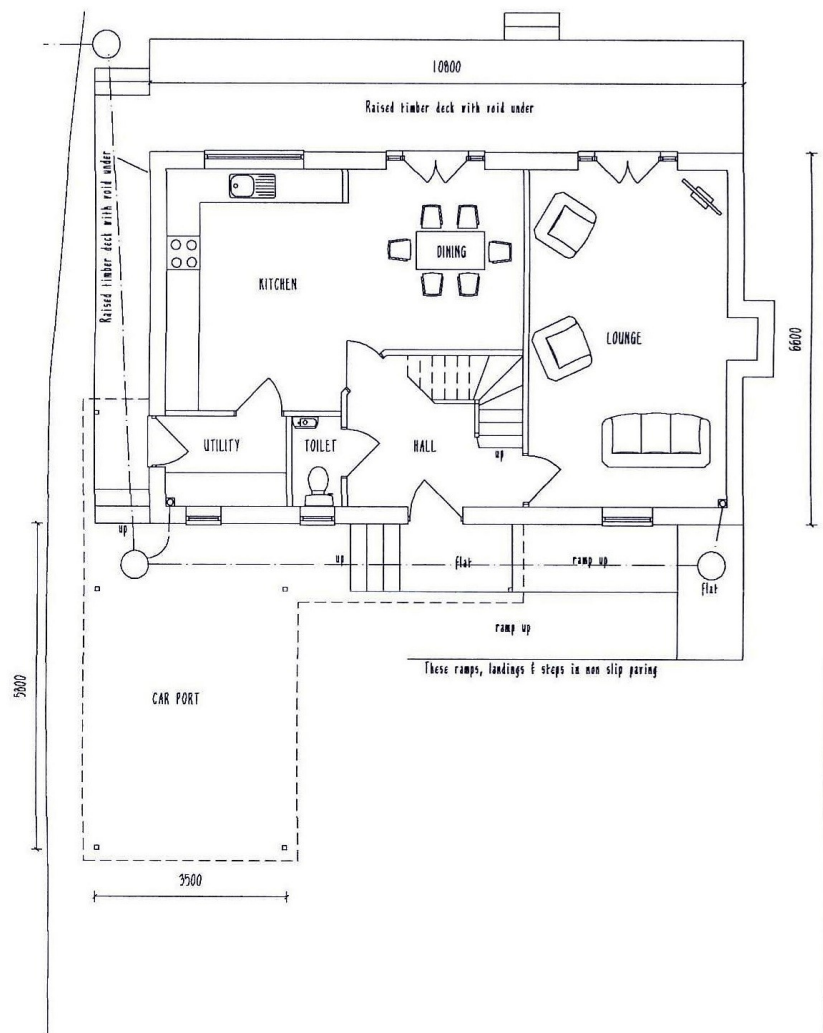 10800
Raised timber deck with void under
Raised timber deck with void under
DINING
KITCHEN
LOUNGE
6600
UTILITY
TOILET
HALL
up
up
up
flat
ramp up
flat
ramp up
These ramps, landings & steps in non slip paving
5800
CAR PORT
3500